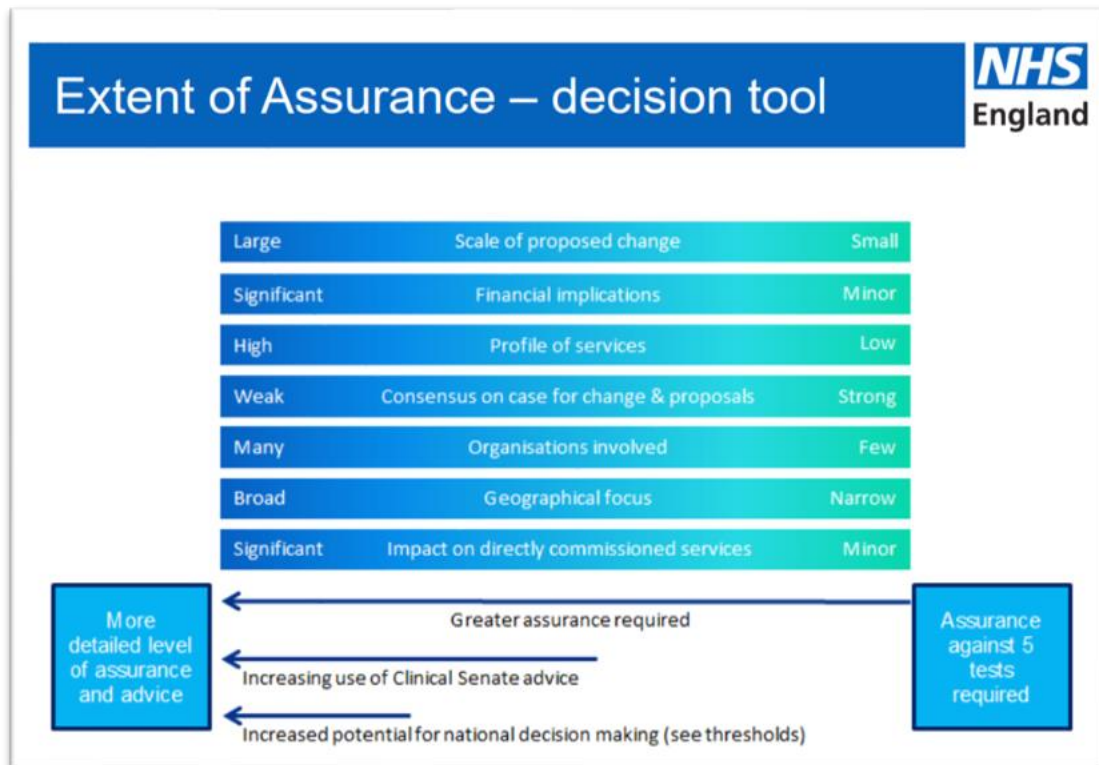 Extent of Assurance – decision tool
NHS
England
Large Scale of proposed change Small
Significant Financial implications Minor
High Profile of services Low
Weak Consensus on case for change & proposals Strong
Many Organisations involved Few
Broad Geographical focus Narrow
Significant Impact on directly commissioned services Minor
More
detailed level
of assurance
and advice
Greater assurance required
Increasing use of Clinical Senate advice
Increased potential for national decision making (see thresholds)
Assurance
against 5
tests
required